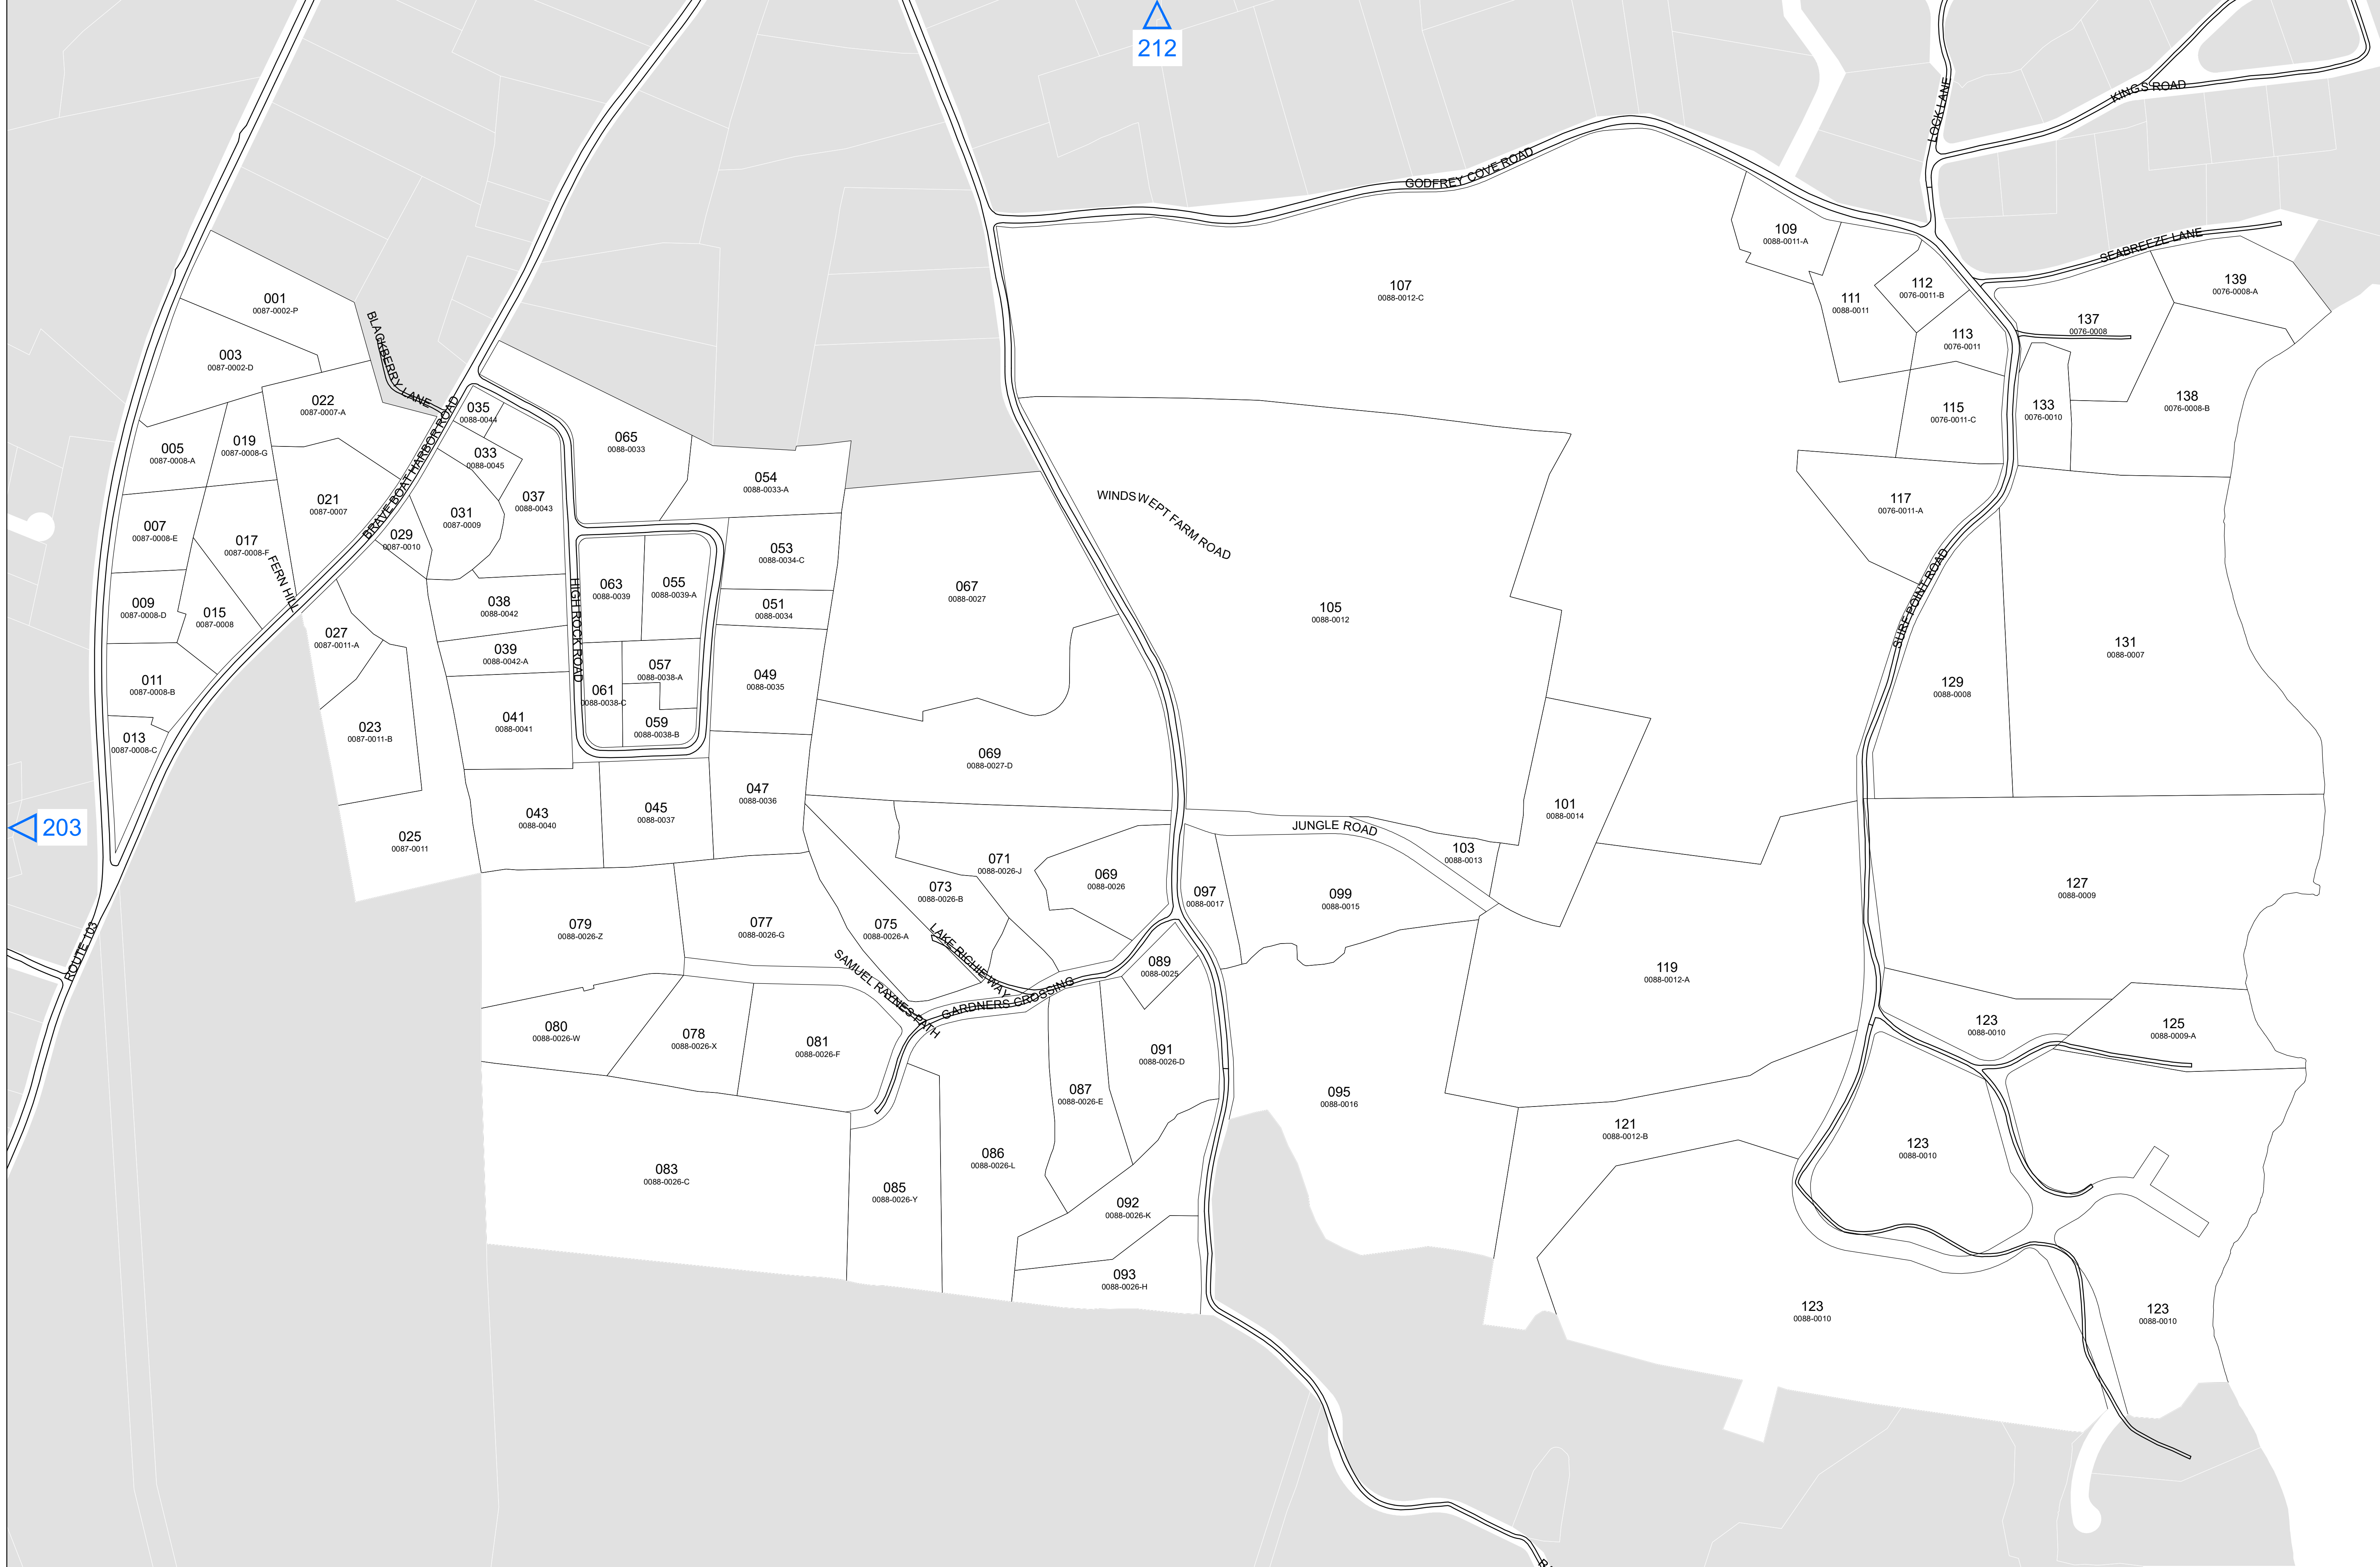 212
KINGS ROAD
LOCK LANE
GODFREY COVE ROAD
109
0088-0011-A
SEABREEZE LANE
139
0076-0008-A
107
0088-0012-C
112
0076-0011-B
111
0088-0011
001
0087-0002-P
137
0076-0008
113
0076-0011
003
0087-0002-D
BLACKBERRY LANE
022
0087-0007-A
035
0088-0044
115
0076-0011-C
133
0076-0010
138
0076-0008-B
065
0088-0033
019
0087-0008-G
005
0087-0008-A
033
0088-0045
054
0088-0033-A
BRAVE BOAT HARBOR ROAD
037
0088-0043
021
0087-0007
WINDSWEPT FARM ROAD
117
0076-0011-A
031
0087-0009
007
0087-0008-E
029
0087-0010
017
0087-0008-F
053
0088-0034-C
FERN HILL
063
0088-0039
055
0088-0039-A
067
0088-0027
SURF POINT ROAD
009
0087-0008-D
015
0087-0008
038
0088-0042
HIGH ROCK ROAD
051
0088-0034
105
0088-0012
027
0087-0011-A
039
0088-0042-A
057
0088-0038-A
131
0088-0007
011
0087-0008-B
049
0088-0035
061
0088-0038-C
129
0088-0008
041
0088-0041
059
0088-0038-B
023
0087-0011-B
013
0087-0008-C
069
0088-0027-D
047
0088-0036
203
043
0088-0040
045
0088-0037
101
0088-0014
JUNGLE ROAD
025
0087-0011
103
0088-0013
071
0088-0026-J
069
0088-0026
073
0088-0026-B
097
0088-0017
099
0088-0015
127
0088-0009
079
0088-0026-Z
077
0088-0026-G
075
0088-0026-A
LAKE RICHIE WAY
ROUTE 103
SAMUEL RAYNES PATH
089
0088-0025
119
0088-0012-A
GARDNERS CROSSING
080
0088-0026-W
078
0088-0026-X
081
0088-0026-F
123
0088-0010
125
0088-0009-A
091
0088-0026-D
087
0088-0026-E
095
0088-0016
121
0088-0012-B
086
0088-0026-L
123
0088-0010
083
0088-0026-C
085
0088-0026-Y
092
0088-0026-K
093
0088-0026-H
123
0088-0010
123
0088-0010